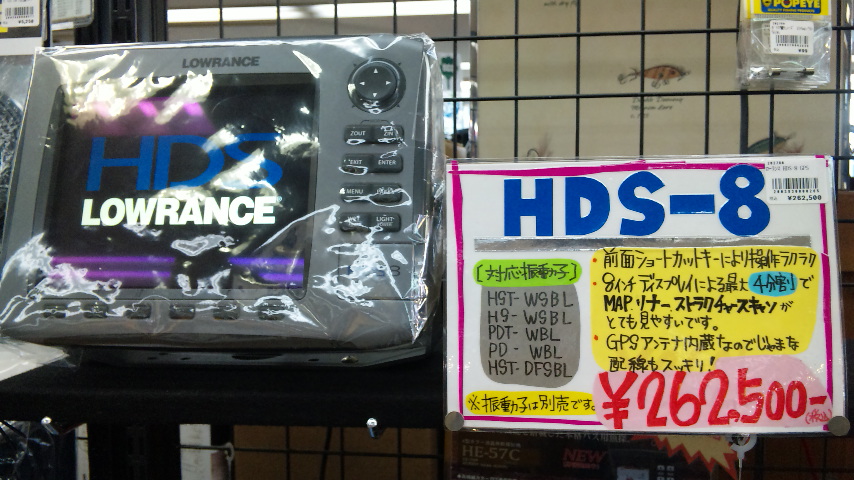 LOWRANCE
HDS
LOWRANCE
ZOUT
EXIT
ENTER
MENU
LIGHT
POPEYE
HDS-8
¥262,500
[対応振動子]
HST-WSBL
HS-WSBL
PDT-WBL
PD-WBL
HST-DFSBL
※振動子は別売です。
・前面ショートカットキーにより操作ラクラク
・8インチディスプレイによる最大4分割で
MAP.ソナー.ストラクチャースキャンが
とても見やすいです。
・GPSアンテナ内蔵なのでじゃまな
配線もスッキリ!
¥262,500-
HE-57C
NEW